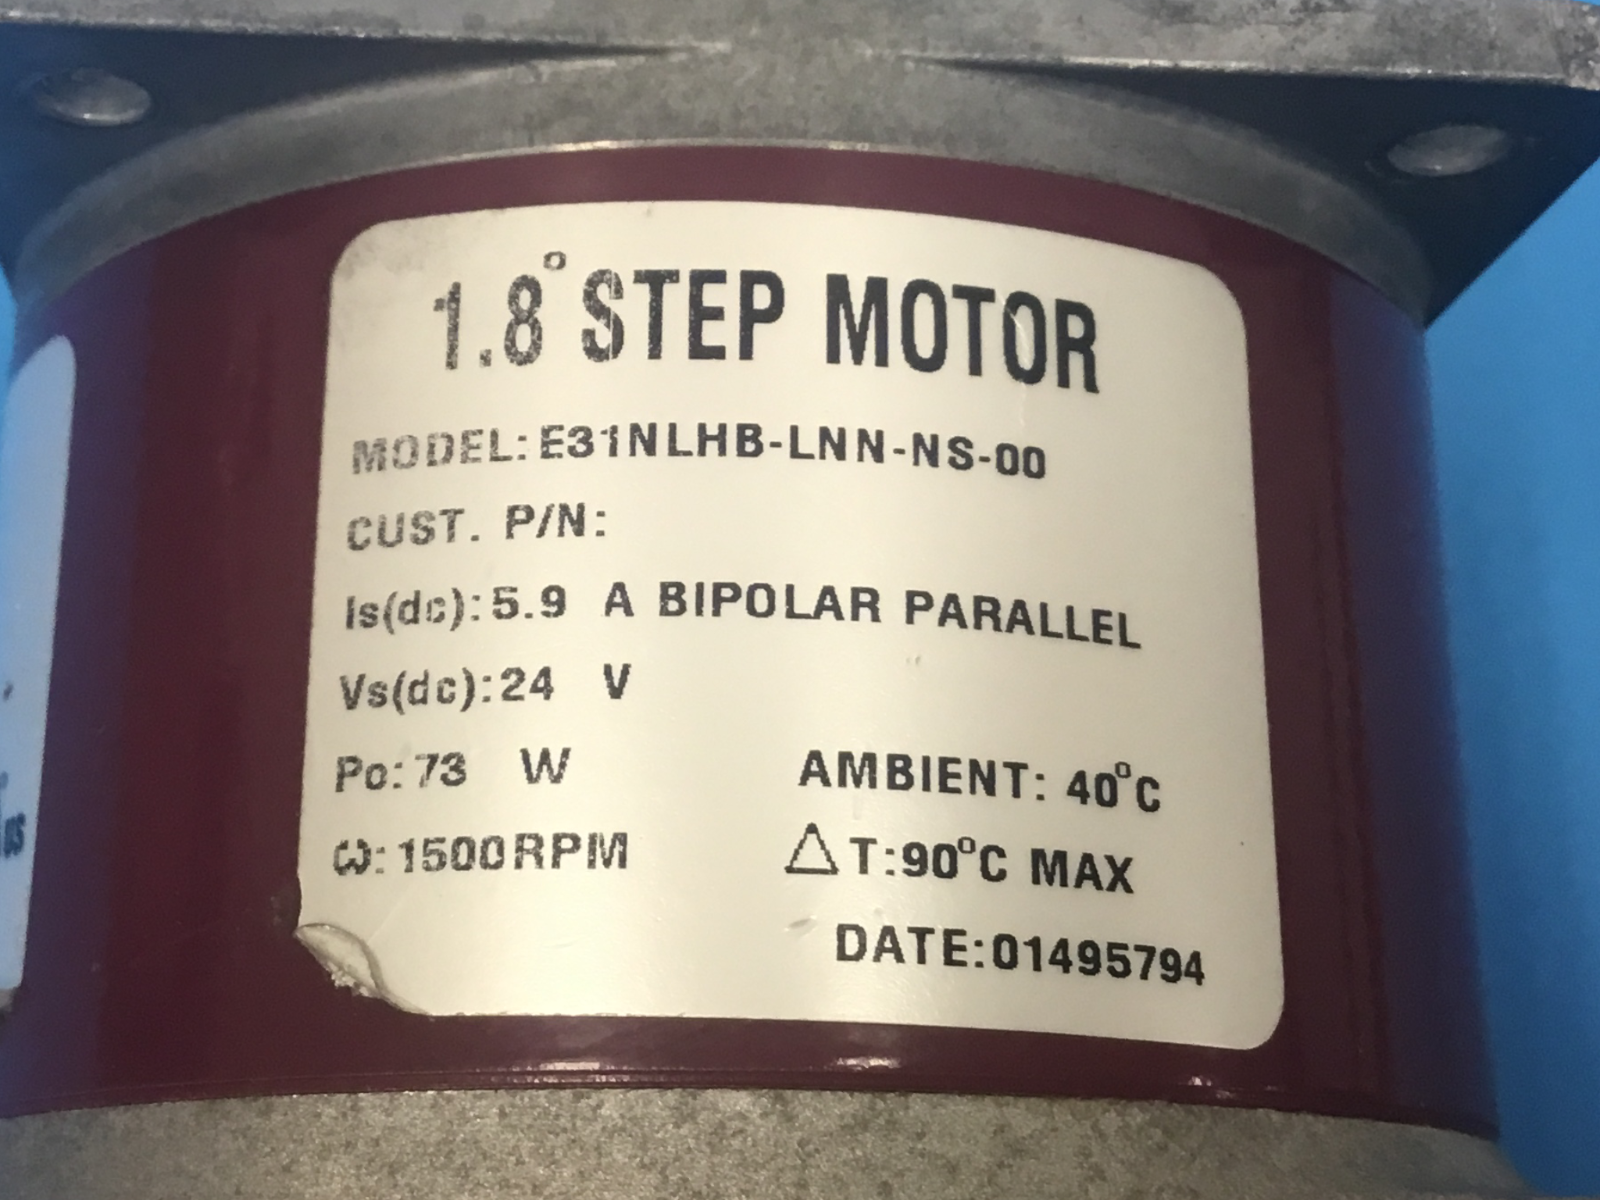 1.8° STEP MOTOR
MODEL: E31NLHB-LNN-NS-00
CUST. P/N:
Is(dc): 5.9 A BIPOLAR PARALLEL
Vs(dc): 24 V
Po: 73 W
AMBIENT: 40°C
ω: 1500RPM
△T: 90°C MAX
DATE: 01495794